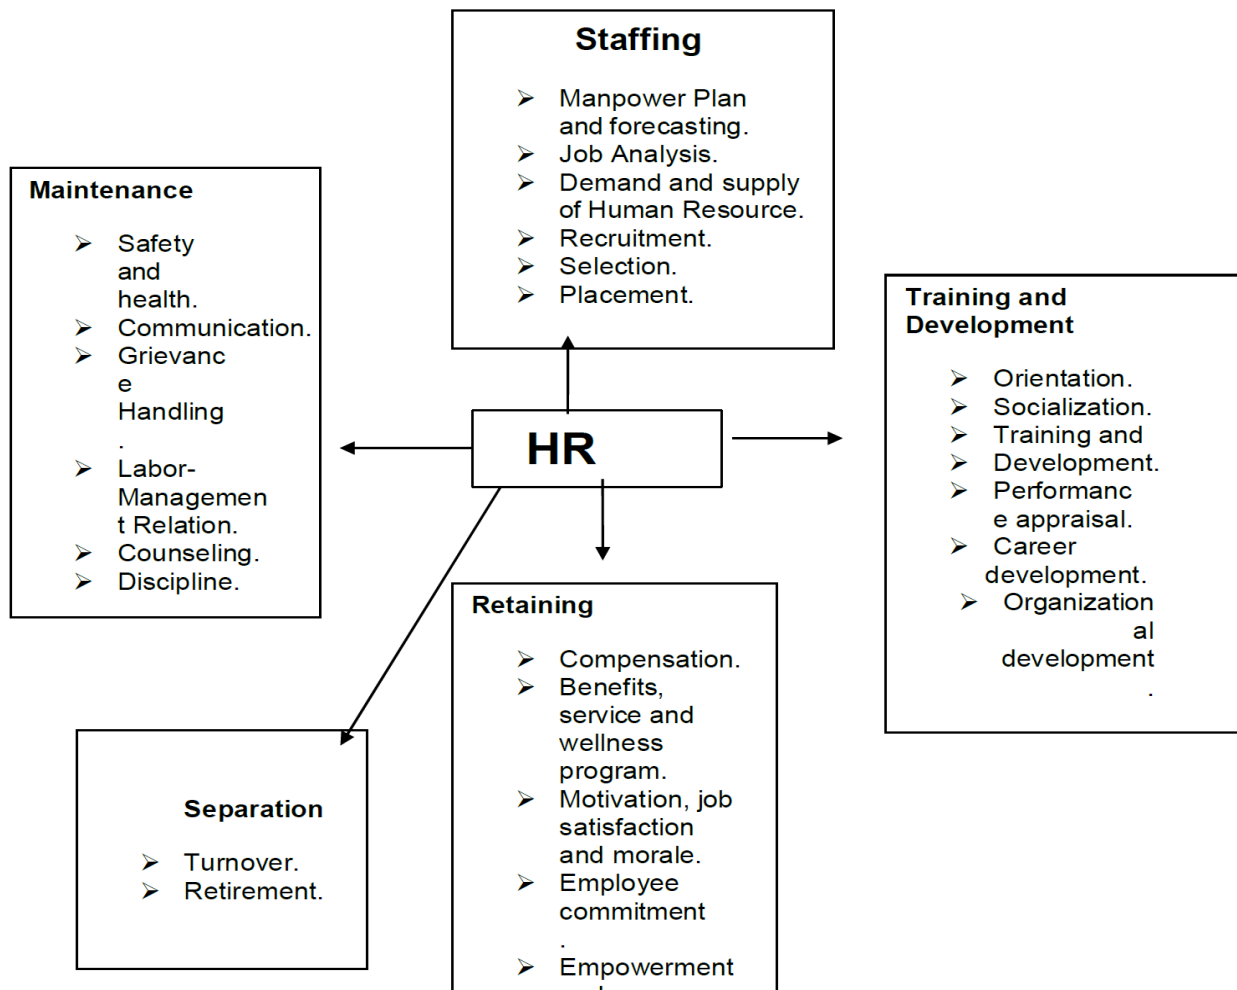 Staffing
➢ Manpower Plan
and forecasting.
➢ Job Analysis.
➢ Demand and supply
of Human Resource.
➢ Recruitment.
➢ Selection.
➢ Placement.
Maintenance
➢ Safety
and
health.
➢ Communication.
➢ Grievanc
e
Handling
.
➢ Labor-
Managemen
t Relation.
➢ Counseling.
➢ Discipline.
HR
Training and
Development
➢ Orientation.
➢ Socialization.
➢ Training and
➢ Development.
➢ Performanc
e appraisal.
➢ Career
development.
➢ Organization
al
development
.
Retaining
➢ Compensation.
➢ Benefits,
service and
wellness
program.
➢ Motivation, job
satisfaction
and morale.
➢ Employee
commitment
.
➢ Empowerment
Separation
➢ Turnover.
➢ Retirement.